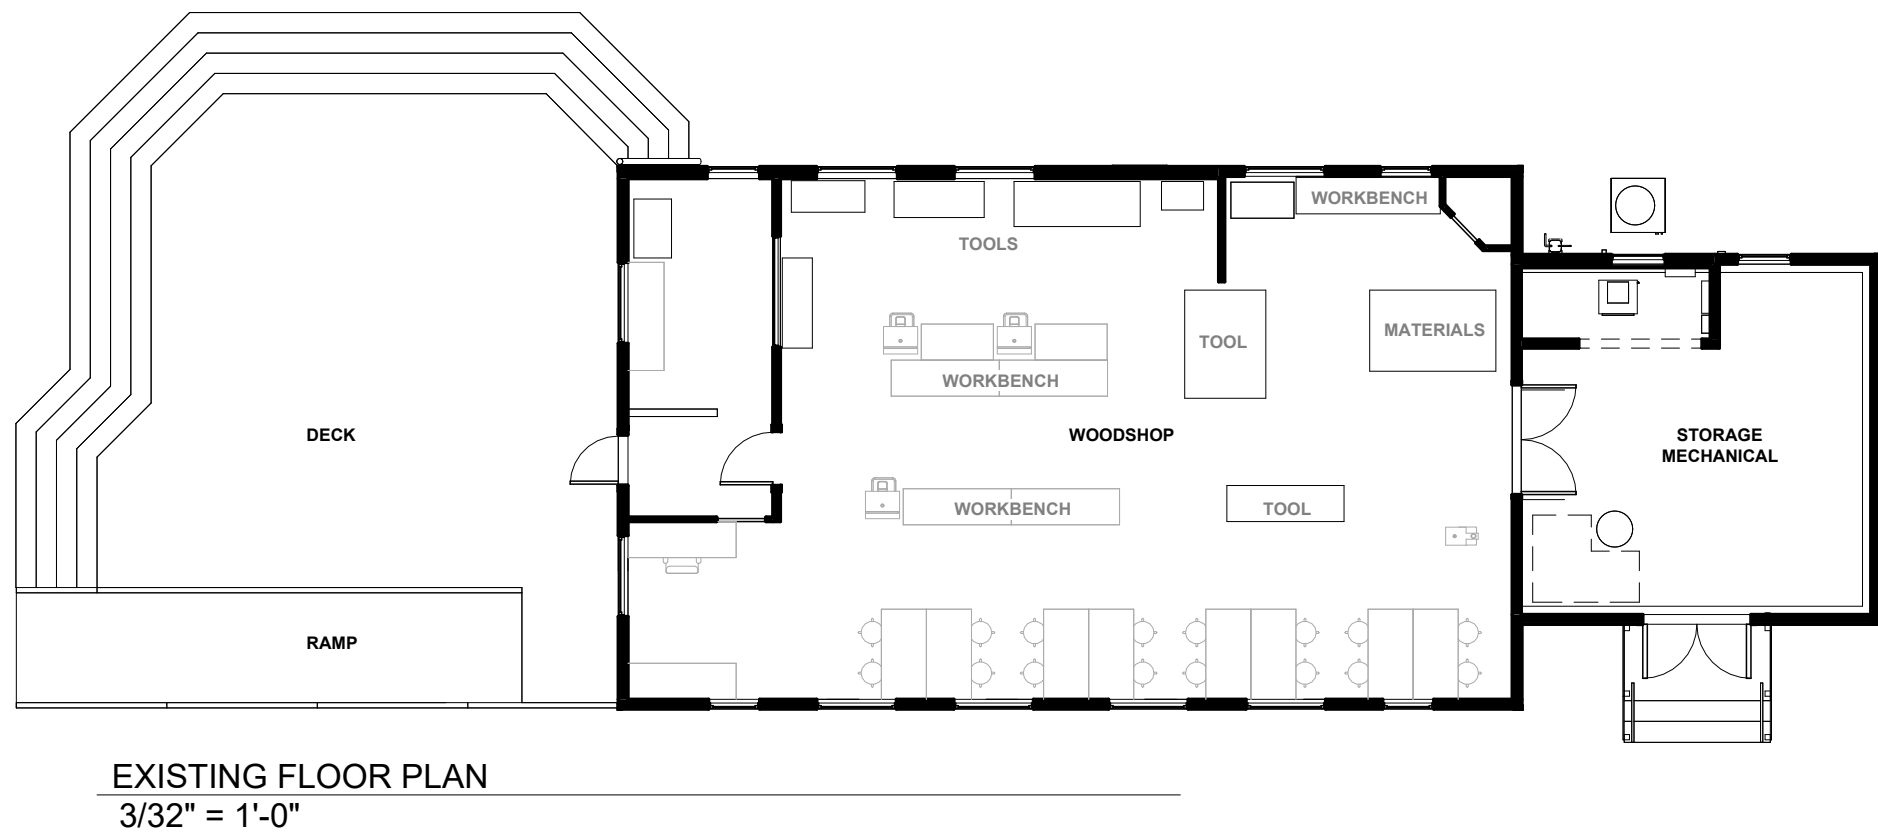 WORKBENCH
TOOLS
TOOL
MATERIALS
WORKBENCH
DECK
WOODSHOP
STORAGE
MECHANICAL
WORKBENCH
TOOL
RAMP
EXISTING FLOOR PLAN
3/32" = 1'-0"